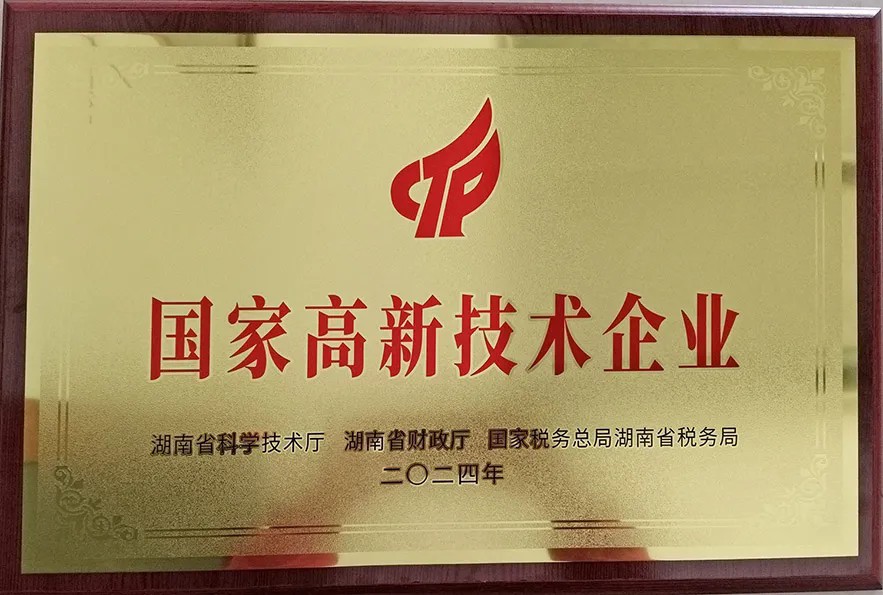 CTP
国家高新技术企业
湖南省科学技术厅 湖南省财政厅 国家税务总局湖南省税务局
二〇二四年